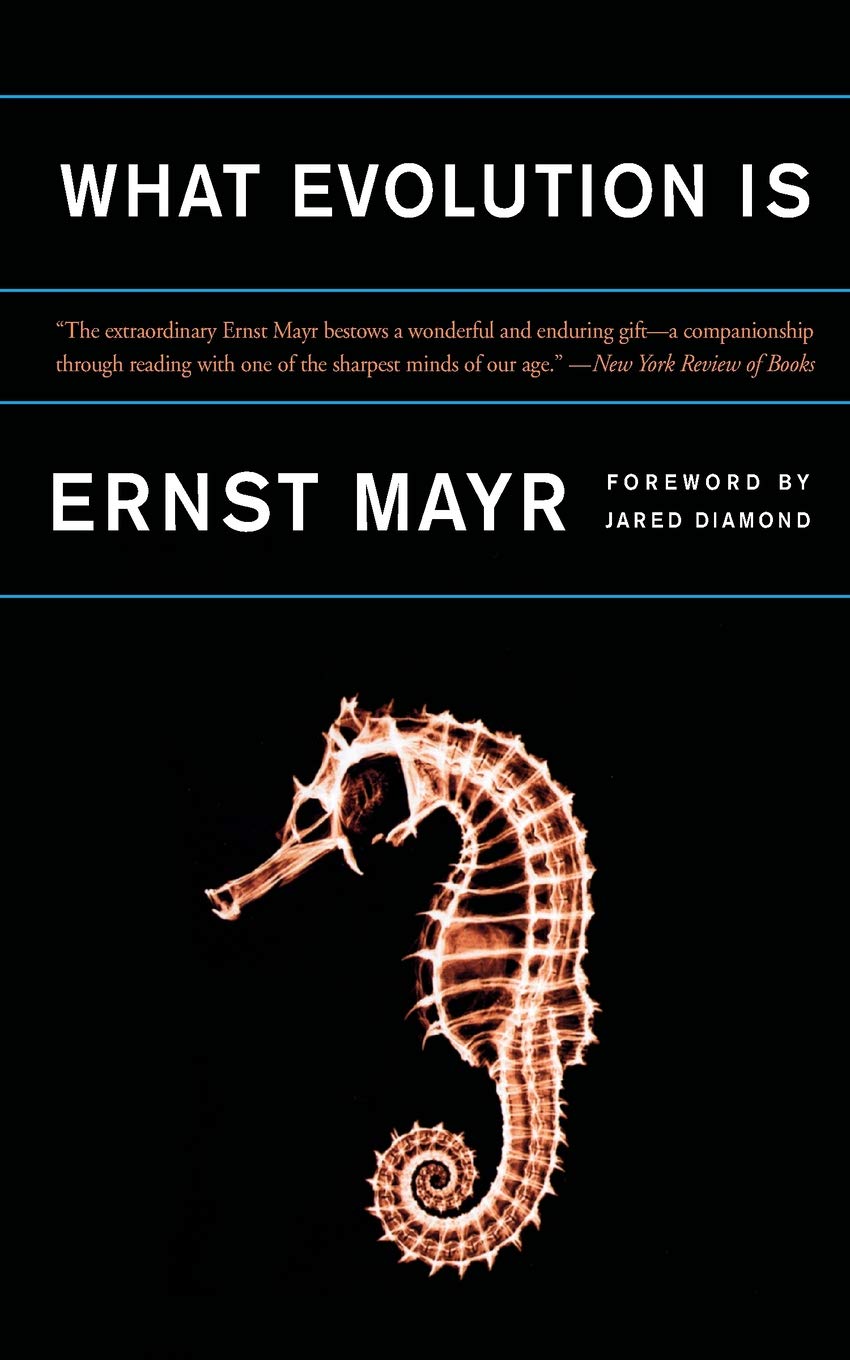 WHAT EVOLUTION IS
“The extraordinary Ernst Mayr bestows a wonderful and enduring gift—a companionship
through reading with one of the sharpest minds of our age.” —New York Review of Books
ERNST MAYR
FOREWORD BY
JARED DIAMOND